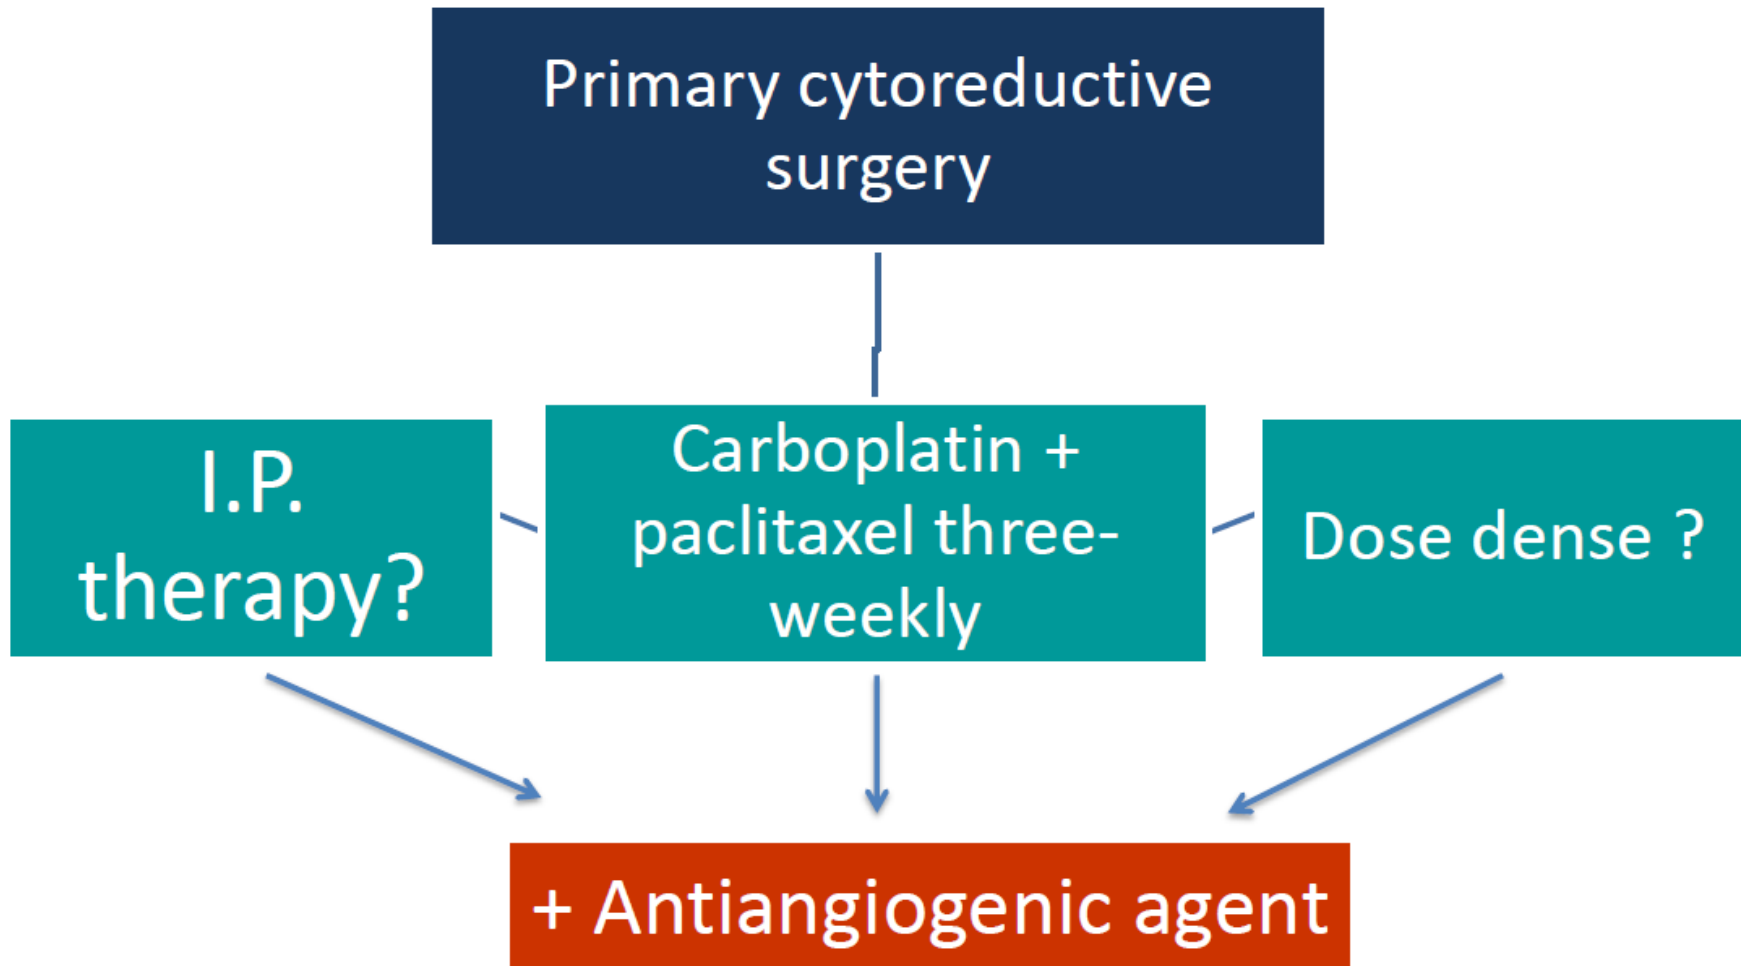 Primary cytoreductive
surgery
I.P.
therapy?
Carboplatin +
paclitaxel three-
weekly
Dose dense ?
+ Antiangiogenic agent